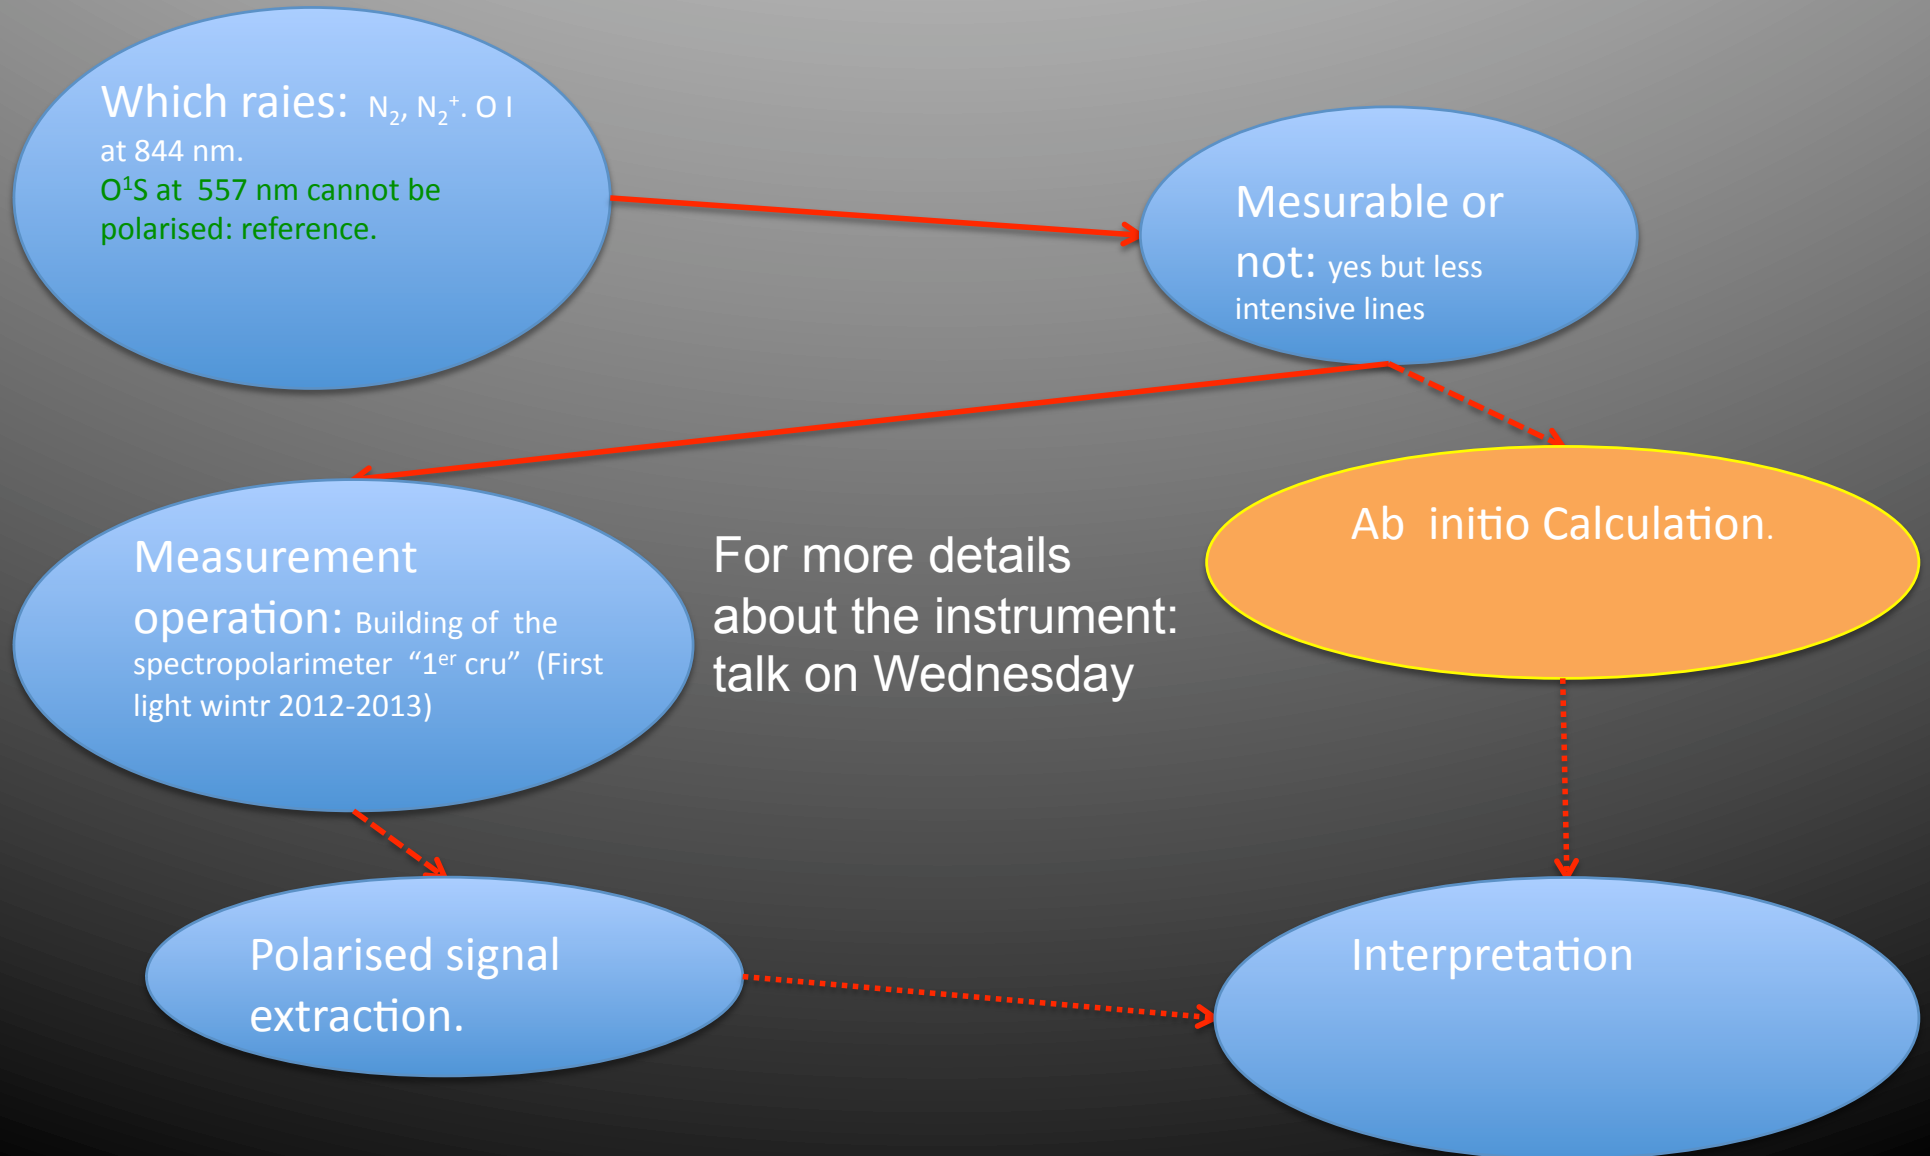 Which raies: N₂, N₂⁺. O I
at 844 nm.
O¹S at 557 nm cannot be
polarised: reference.
Mesurable or
not: yes but less
intensive lines
Measurement
operation: Building of the
spectropolarimeter “1ᵉʳ cru” (First
light wintr 2012-2013)
For more details
about the instrument:
talk on Wednesday
Ab initio Calculation.
Polarised signal
extraction.
Interpretation